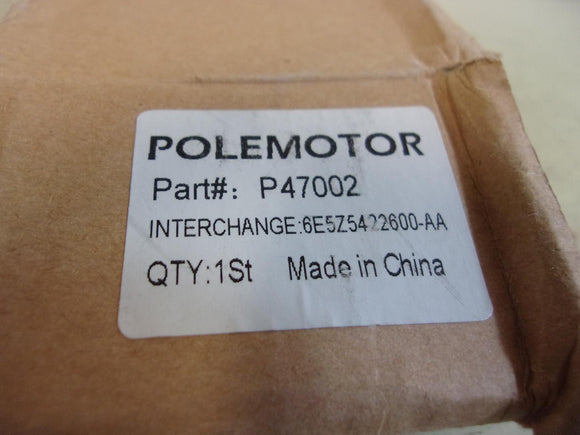 POLEMOTOR
Part#: P47002
INTERCHANGE:6E5Z5422600-AA
QTY:1St Made in China